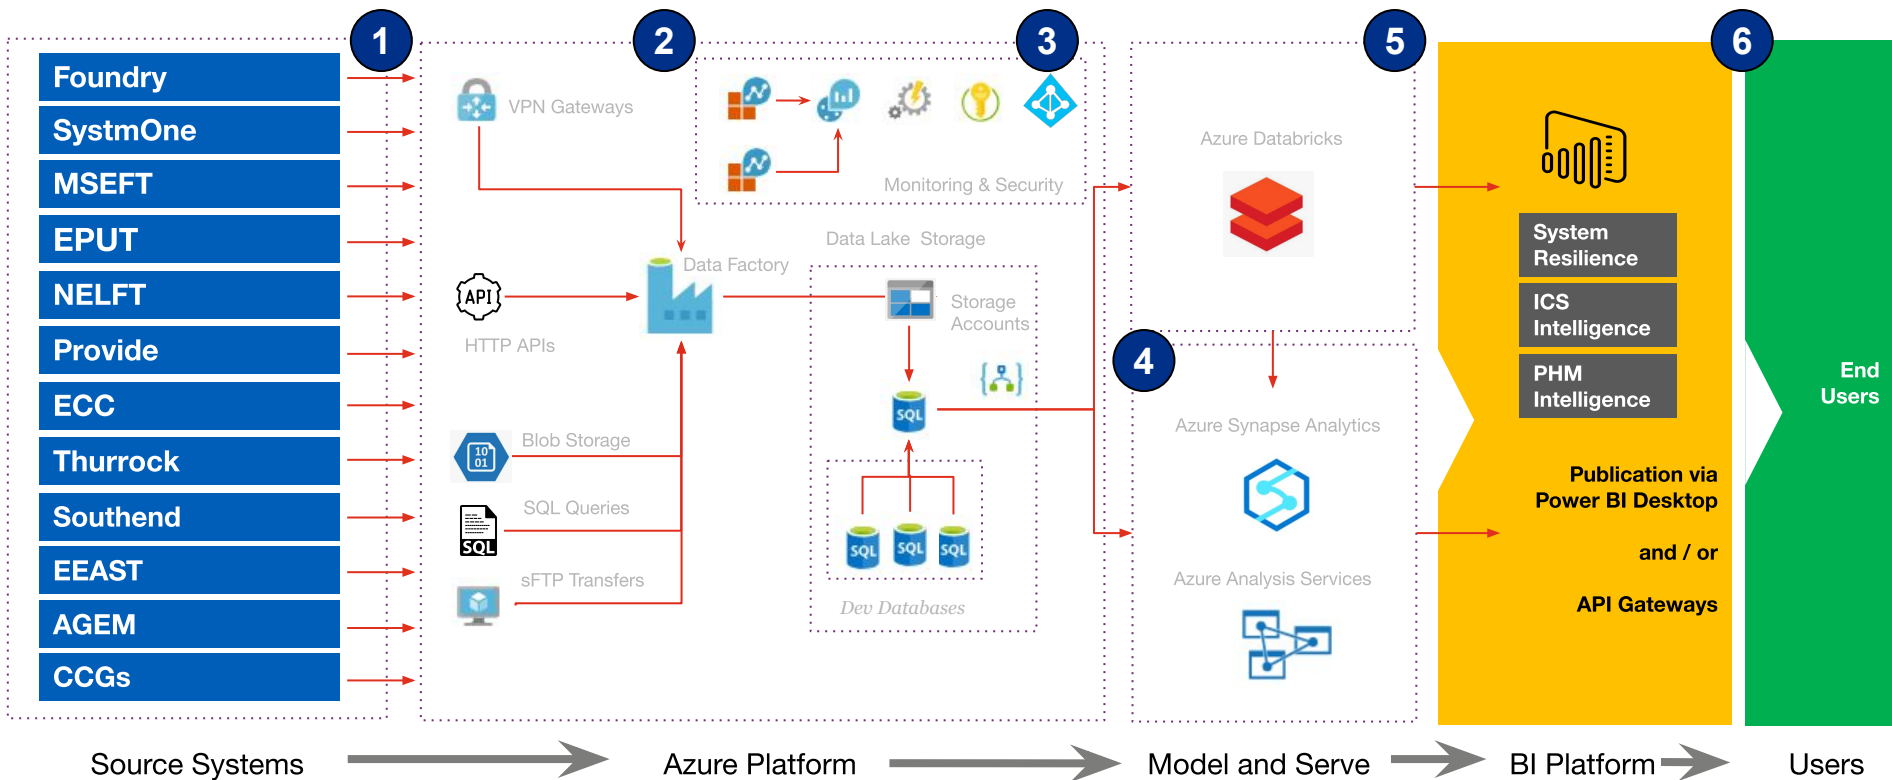 1
2
3
5
6
4
Foundry
SystmOne
MSEFT
EPUT
NELFT
Provide
ECC
Thurrock
Southend
EEAST
AGEM
CCGs
VPN Gateways
API
HTTP APIs
10
01
Blob Storage
SQL
SQL Queries
sFTP Transfers
Data Factory
Monitoring & Security
Data Lake Storage
Storage
Accounts
SQL
SQL
SQL
SQL
Dev Databases
Azure Databricks
Azure Synapse Analytics
Azure Analysis Services
System
Resilience
ICS
Intelligence
PHM
Intelligence
Publication via
Power BI Desktop
and / or
API Gateways
End
Users
Source Systems
Azure Platform
Model and Serve
BI Platform
Users